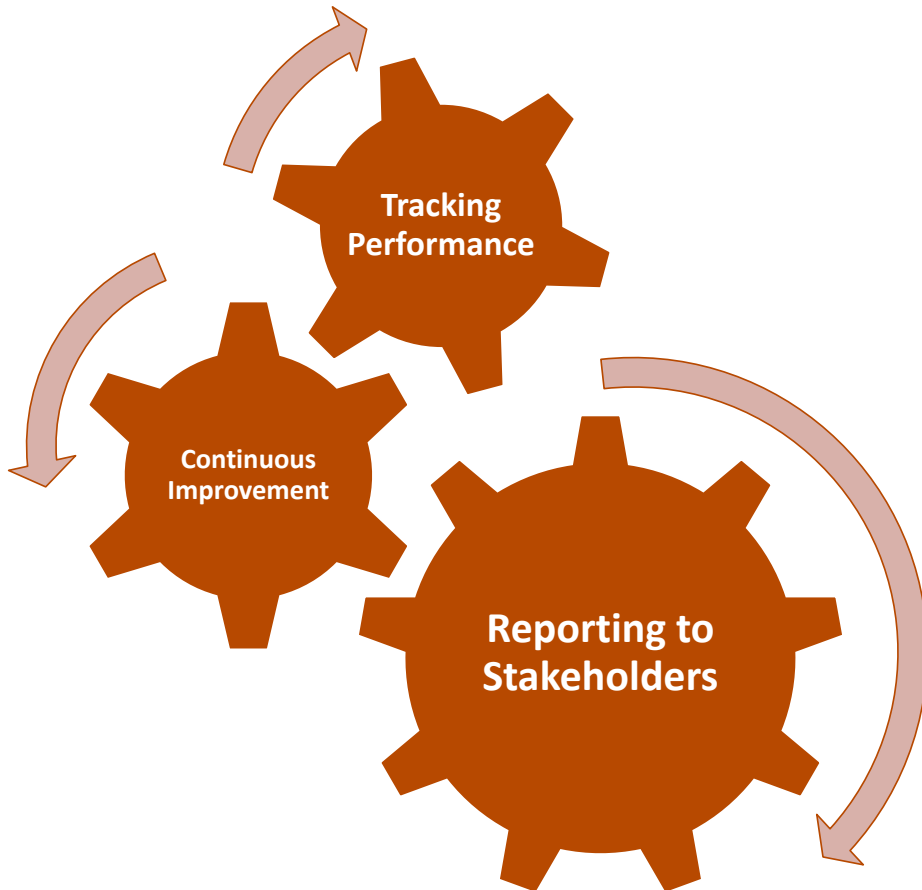 Tracking
Performance
Continuous
Improvement
Reporting to
Stakeholders